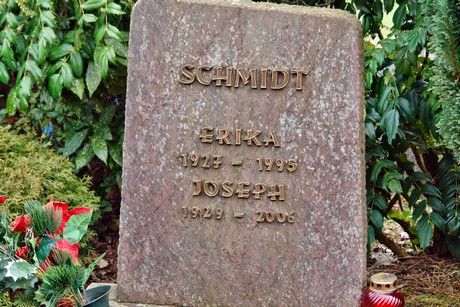 SCHMIDT
ERIKA
1927 - 1995
JOSEPH
1929 - 2006